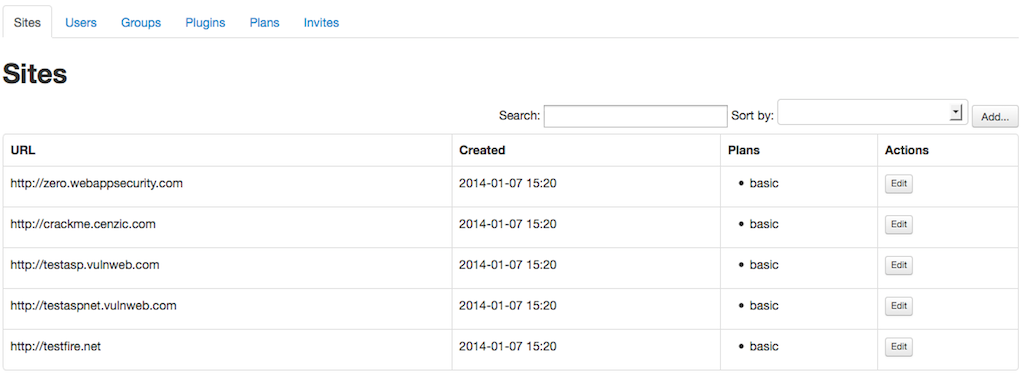 Sites Users Groups Plugins Plans Invites
Sites
Search: Sort by: Add...
URL Created Plans Actions
http://zero.webappsecurity.com 2014-01-07 15:20 • basic Edit
http://crackme.cenzic.com 2014-01-07 15:20 • basic Edit
http://testasp.vulnweb.com 2014-01-07 15:20 • basic Edit
http://testaspnet.vulnweb.com 2014-01-07 15:20 • basic Edit
http://testfire.net 2014-01-07 15:20 • basic Edit